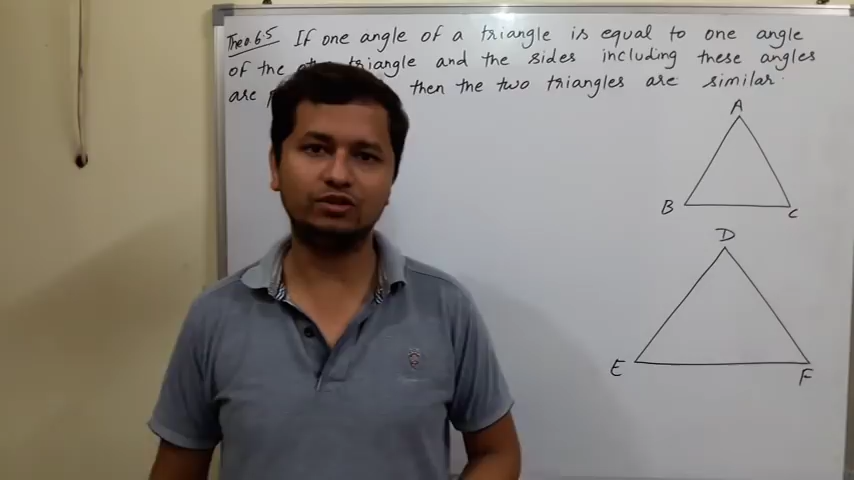 Theo 6.5 If one angle of a triangle is equal to one angle
of the triangle and the sides including these angles
are then the two triangles are similar.
A
B C
D
E F